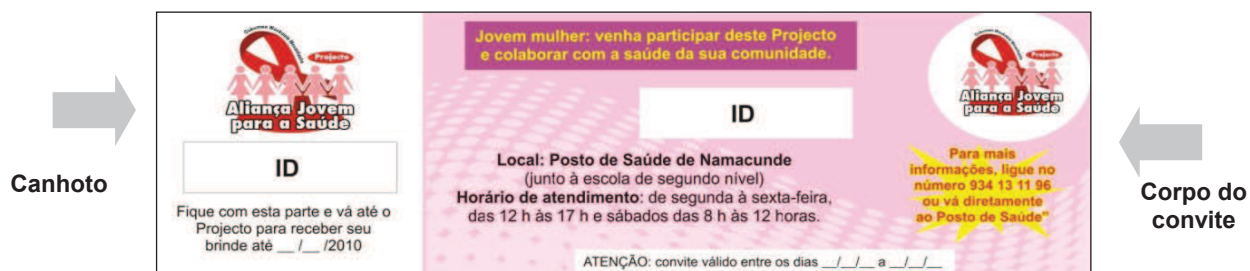 Canhoto
Projecto
Aliança Jovem
para a Saúde
ID
Fique com esta parte e vá até o
Projecto para receber seu
brinde até __ /__ /2010
Jovem mulher: venha participar deste Projecto
e colaborar com a saúde da sua comunidade.
ID
Local: Posto de Saúde de Namacunde
(junto à escola de segundo nível)
Horário de atendimento: de segunda à sexta-feira,
das 12 h às 17 h e sábados das 8 h às 12 horas.
ATENÇÃO: convite válido entre os dias __/__/__ a __/__/__
Projecto
Aliança Jovem
para a Saúde
Para mais
informações, ligue no
número 934 13 11 96
ou vá diretamente
ao Posto de Saúde"
Corpo do
convite